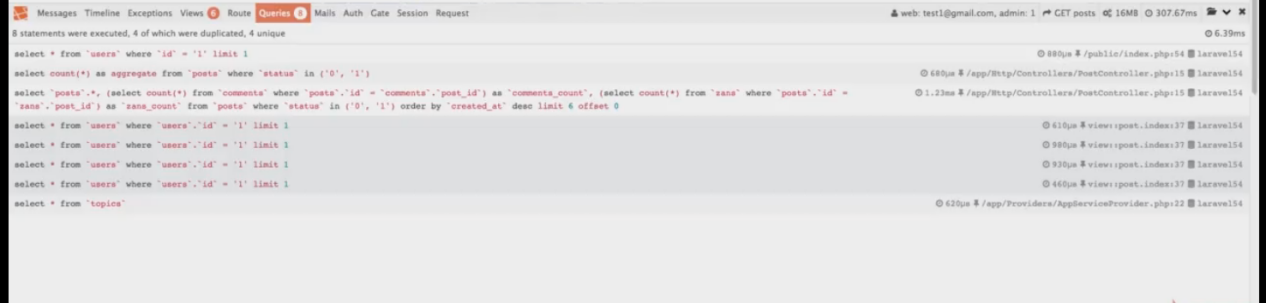 Messages Timeline Exceptions Views 6 Route Queries 8 Mails Auth Gate Session Request web: test1@gmail.com, admin: 1 GET posts 16MB 307.67ms
8 statements were executed, 4 of which were duplicated, 4 unique 6.39ms
select * from `users` where `id` = '1' limit 1 880μs /public/index.php:54 laravel54
select count(*) as aggregate from `posts` where `status` in ('0', '1') 680μs /app/Http/Controllers/PostController.php:15 laravel54
select `posts`.*, (select count(*) from `comments` where `posts`.`id` = `comments`.`post_id`) as `comments_count`, (select count(*) from `zans` where `posts`.`id` = 1.23ms /app/Http/Controllers/PostController.php:15 laravel54
`zans`.`post_id`) as `zans_count` from `posts` where `status` in ('0', '1') order by `created_at` desc limit 6 offset 0
select * from `users` where `users`.`id` = '1' limit 1 610μs view::post.index:37 laravel54
select * from `users` where `users`.`id` = '1' limit 1 980μs view::post.index:37 laravel54
select * from `users` where `users`.`id` = '1' limit 1 930μs view::post.index:37 laravel54
select * from `users` where `users`.`id` = '1' limit 1 460μs view::post.index:37 laravel54
select * from `topics` 620μs /app/Providers/AppServiceProvider.php:22 laravel54